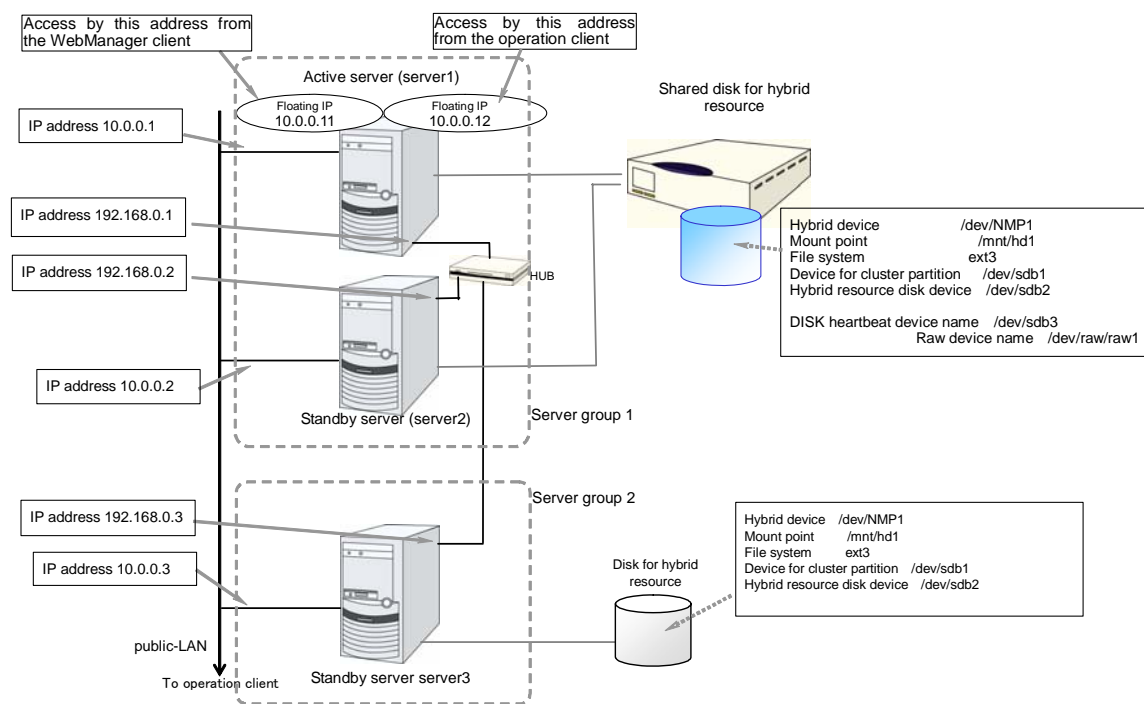 Access by this address from
the WebManager client
Access by this address
from the operation client
Active server (server1)
Floating IP
10.0.0.11
Floating IP
10.0.0.12
Shared disk for hybrid
resource
IP address 10.0.0.1
IP address 192.168.0.1
IP address 192.168.0.2
HUB
Hybrid device /dev/NMP1
Mount point /mnt/hd1
File system ext3
Device for cluster partition /dev/sdb1
Hybrid resource disk device /dev/sdb2
DISK heartbeat device name /dev/sdb3
Raw device name /dev/raw/raw1
IP address 10.0.0.2
Standby server (server2)
Server group 1
Server group 2
IP address 192.168.0.3
IP address 10.0.0.3
Disk for hybrid
resource
Hybrid device /dev/NMP1
Mount point /mnt/hd1
File system ext3
Device for cluster partition /dev/sdb1
Hybrid resource disk device /dev/sdb2
public-LAN
To operation client
Standby server server3